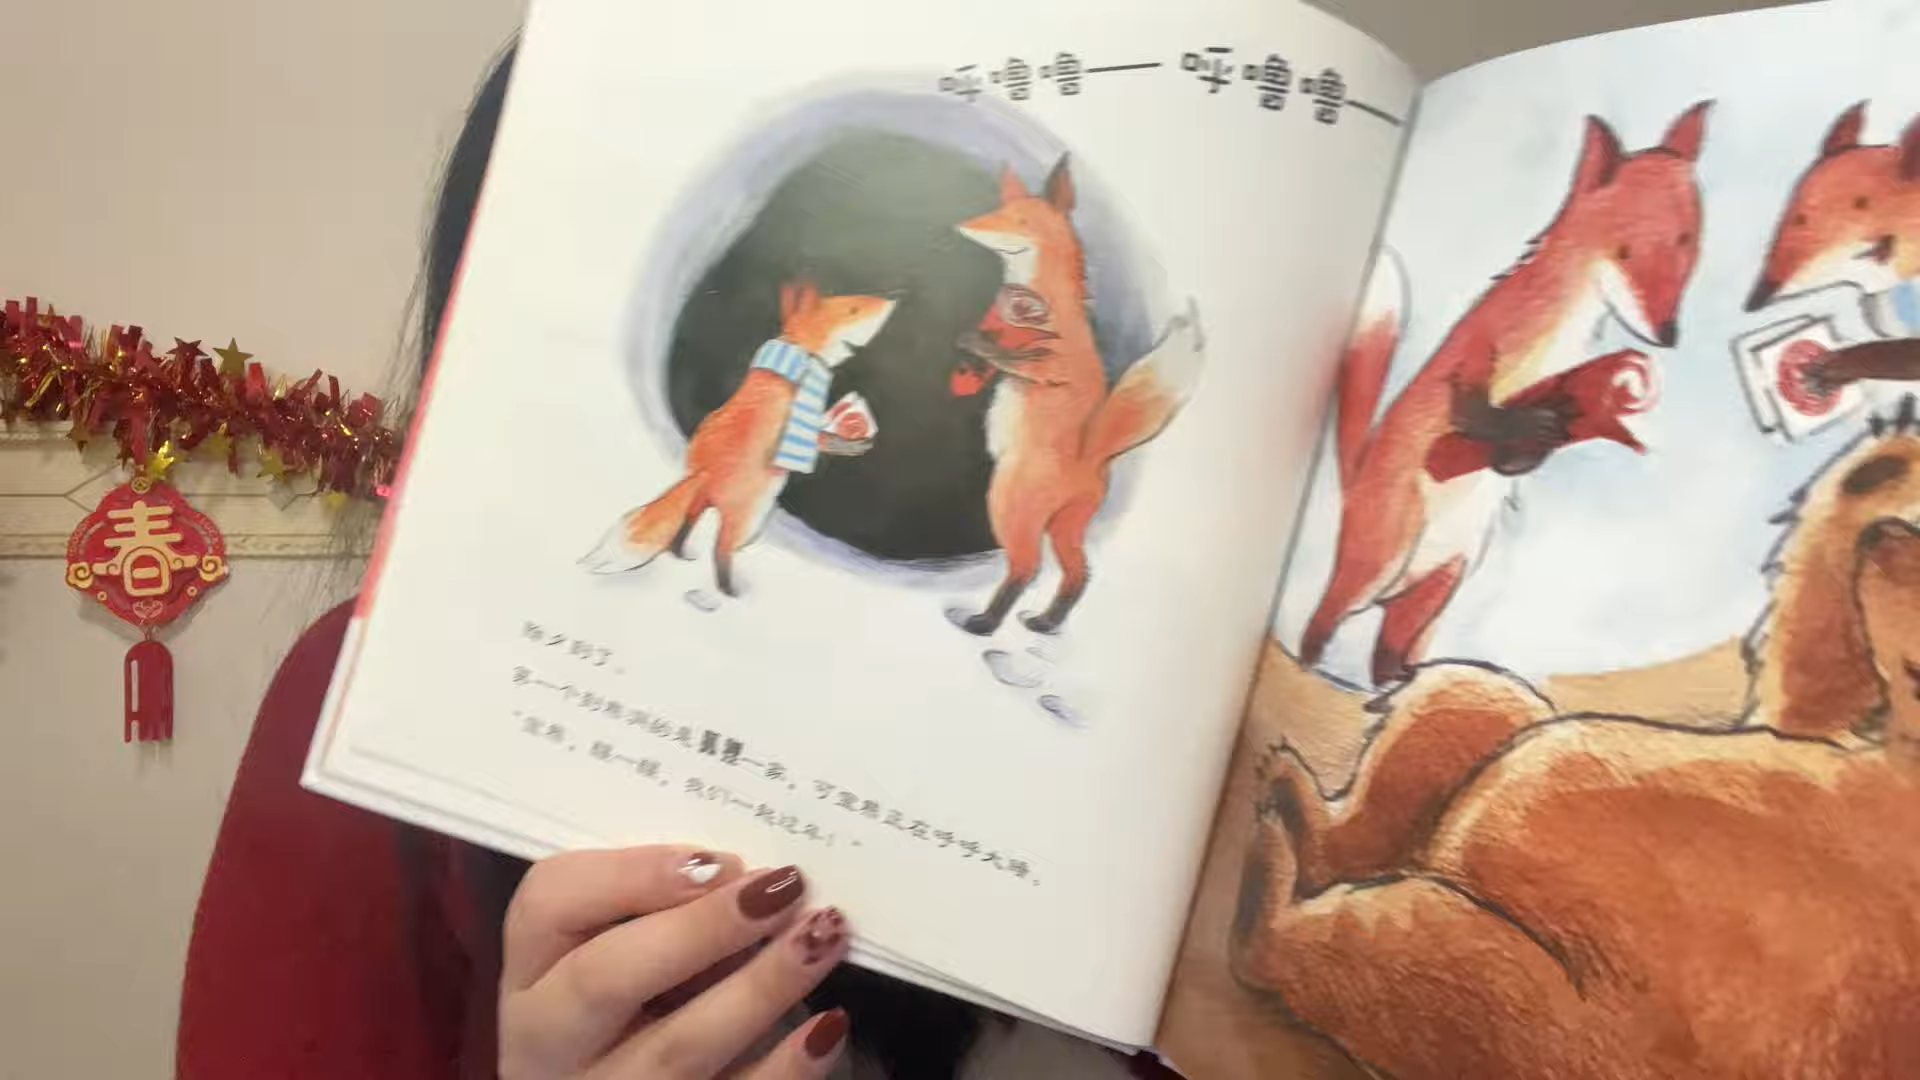 呼噜噜—— 呼噜噜——
除夕到了。
第一个到熊洞的是狐狸一家,可宝熊正在呼呼大睡。
“宝熊,醒一醒,我们一起过年!”
春